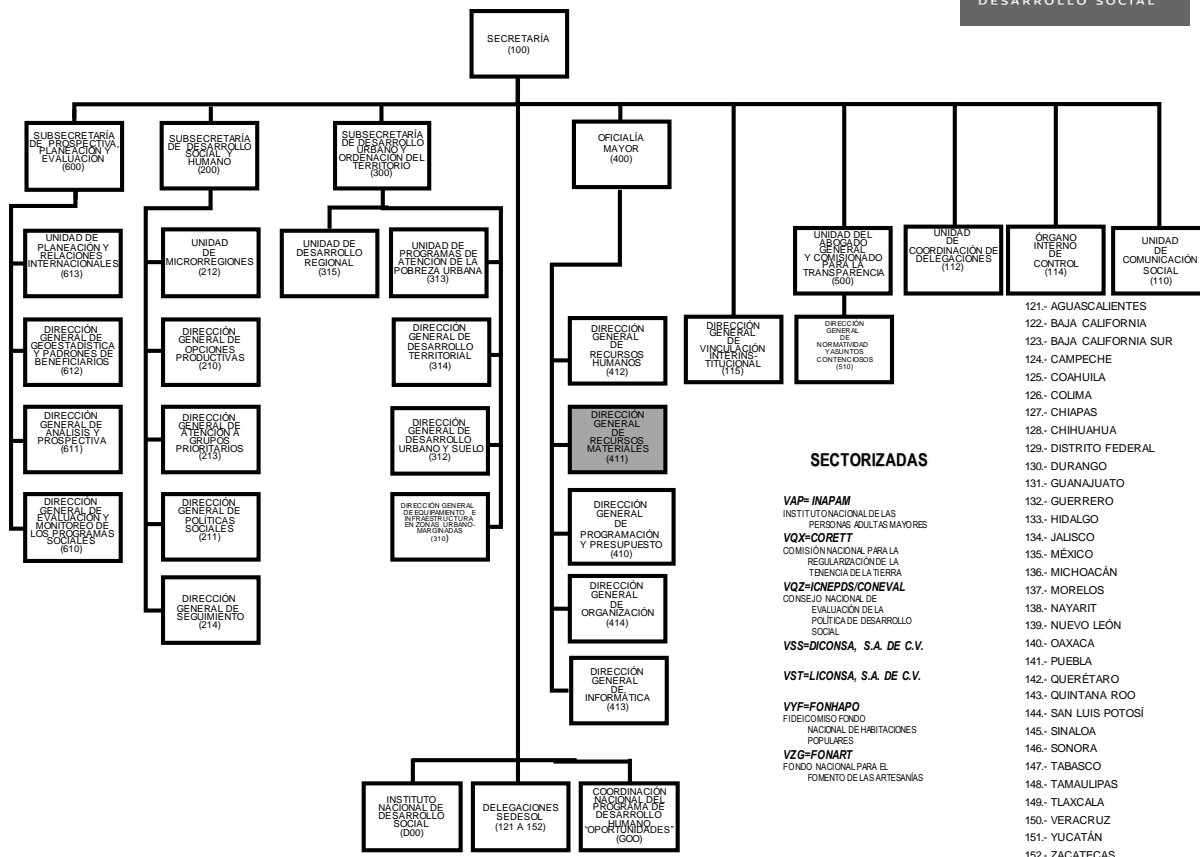 DESARROLLO SOCIAL
SECRETARÍA
(100)
SUBSECRETARÍA
DE PROSPECTIVA,
PLANEACIÓN Y
EVALUACIÓN
(600)
SUBSECRETARÍA
DE DESARROLLO
SOCIAL Y
HUMANO
(200)
SUBSECRETARÍA
DE DESARROLLO
URBANO Y
ORDENACIÓN DEL
TERRITORIO
(300)
OFICIALÍA
MAYOR
(400)
UNIDAD DE
PLANEACIÓN Y
RELACIONES
INTERNACIONALES
(613)
UNIDAD
DE
MICRORREGIONES
(212)
UNIDAD DE
DESARROLLO
REGIONAL
(315)
UNIDAD DE
PROGRAMAS DE
ATENCIÓN DE LA
POBREZA URBANA
(313)
UNIDAD DEL
ABOGADO
GENERAL
Y COMISIONADO
PARA LA
TRANSPARENCIA
(500)
UNIDAD
DE
COORDINACIÓN DE
DELEGACIONES
(112)
ÓRGANO
INTERNO
DE
CONTROL
(114)
UNIDAD
DE
COMUNICACIÓN
SOCIAL
(110)
DIRECCIÓN
GENERAL DE
GEOESTADÍSTICA
Y PADRONES DE
BENEFICIARIOS
(612)
DIRECCIÓN
GENERAL DE
OPCIONES
PRODUCTIVAS
(210)
DIRECCIÓN
GENERAL DE
DESARROLLO
TERRITORIAL
(314)
DIRECCIÓN
GENERAL
DE
RECURSOS
HUMANOS
(412)
DIRECCIÓN
GENERAL
DE
VINCULACIÓN
INTERINS-
TITUCIONAL
(115)
DIRECCIÓN
GENERAL
DE
NORMATIVIDAD
Y ASUNTOS
CONTENCIOSOS
(510)
DIRECCIÓN
GENERAL DE
ANÁLISIS Y
PROSPECTIVA
(611)
DIRECCIÓN
GENERAL DE
ATENCIÓN A
GRUPOS
PRIORITARIOS
(213)
DIRECCIÓN
GENERAL DE
DESARROLLO
URBANO Y SUELO
(312)
DIRECCIÓN
GENERAL
DE
RECURSOS
MATERIALES
(411)
DIRECCIÓN
GENERAL DE
EVALUACIÓN Y
MONITOREO DE
LOS PROGRAMAS
SOCIALES
(610)
DIRECCIÓN
GENERAL DE
POLÍTICAS
SOCIALES
(211)
DIRECCIÓN GENERAL
DE EQUIPAMIENTO E
INFRAESTRUCTURA
EN ZONAS URBANO-
MARGINADAS
(310)
DIRECCIÓN
GENERAL
DE
PROGRAMACIÓN
Y PRESUPUESTO
(410)
DIRECCIÓN
GENERAL DE
SEGUIMIENTO
(214)
DIRECCIÓN
GENERAL
DE
ORGANIZACIÓN
(414)
DIRECCIÓN
GENERAL
DE
INFORMÁTICA
(413)
INSTITUTO
NACIONAL DE
DESARROLLO
SOCIAL
(D00)
DELEGACIONES
SEDESOL
(121 A 152)
COORDINACIÓN
NACIONAL DEL
PROGRAMA DE
DESARROLLO
HUMANO
"OPORTUNIDADES"
(GOO)
SECTORIZADAS
VAP= INAPAM
INSTITUTO NACIONAL DE LAS
PERSONAS ADULTAS MAYORES
VQX=CORETT
COMISIÓN NACIONAL PARA LA
REGULARIZACIÓN DE LA
TENENCIA DE LA TIERRA
VQZ=ICNEPDS/CONEVAL
CONSEJO NACIONAL DE
EVALUACIÓN DE LA
POLÍTICA DE DESARROLLO
SOCIAL
VSS=DICONSA, S.A. DE C.V.
VST=LICONSA, S.A. DE C.V.
VYF=FONHAPO
FIDEICOMISO FONDO
NACIONAL DE HABITACIONES
POPULARES
VZG=FONART
FONDO NACIONAL PARA EL
FOMENTO DE LAS ARTESANÍAS
121.- AGUASCALIENTES
122.- BAJA CALIFORNIA
123.- BAJA CALIFORNIA SUR
124.- CAMPECHE
125.- COAHUILA
126.- COLIMA
127.- CHIAPAS
128.- CHIHUAHUA
129.- DISTRITO FEDERAL
130.- DURANGO
131.- GUANAJUATO
132.- GUERRERO
133.- HIDALGO
134.- JALISCO
135.- MÉXICO
136.- MICHOACÁN
137.- MORELOS
138.- NAYARIT
139.- NUEVO LEÓN
140.- OAXACA
141.- PUEBLA
142.- QUERÉTARO
143.- QUINTANA ROO
144.- SAN LUIS POTOSÍ
145.- SINALOA
146.- SONORA
147.- TABASCO
148.- TAMAULIPAS
149.- TLAXCALA
150.- VERACRUZ
151.- YUCATÁN
152.- ZACATECAS